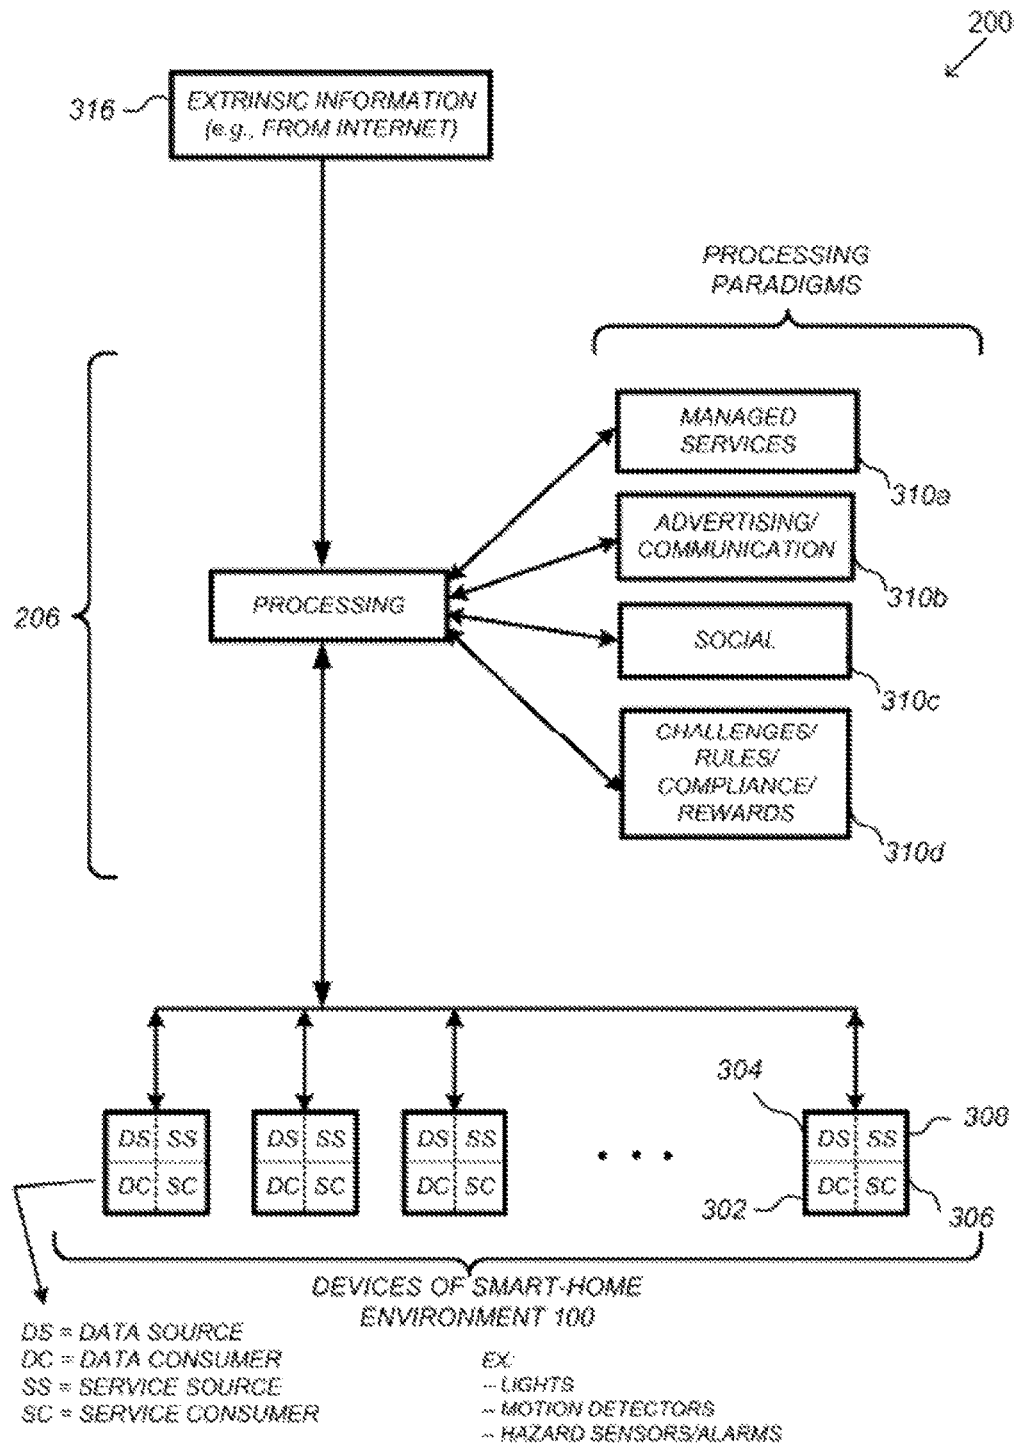 200
316
EXTRINSIC INFORMATION
(e.g., FROM INTERNET)
PROCESSING
PARADIGMS
MANAGED
SERVICES
310a
ADVERTISING/
COMMUNICATION
310b
206
PROCESSING
SOCIAL
310c
CHALLENGES/
RULES/
COMPLIANCE/
REWARDS
310d
304
308
DS SS
DS SS
DS SS
DS SS
DC SC
DC SC
DC SC
DC SC
302
306
DEVICES OF SMART-HOME
ENVIRONMENT 100
DS = DATA SOURCE
DC = DATA CONSUMER
SS = SERVICE SOURCE
SC = SERVICE CONSUMER
EX:
-- LIGHTS
-- MOTION DETECTORS
-- HAZARD SENSORS/ALARMS